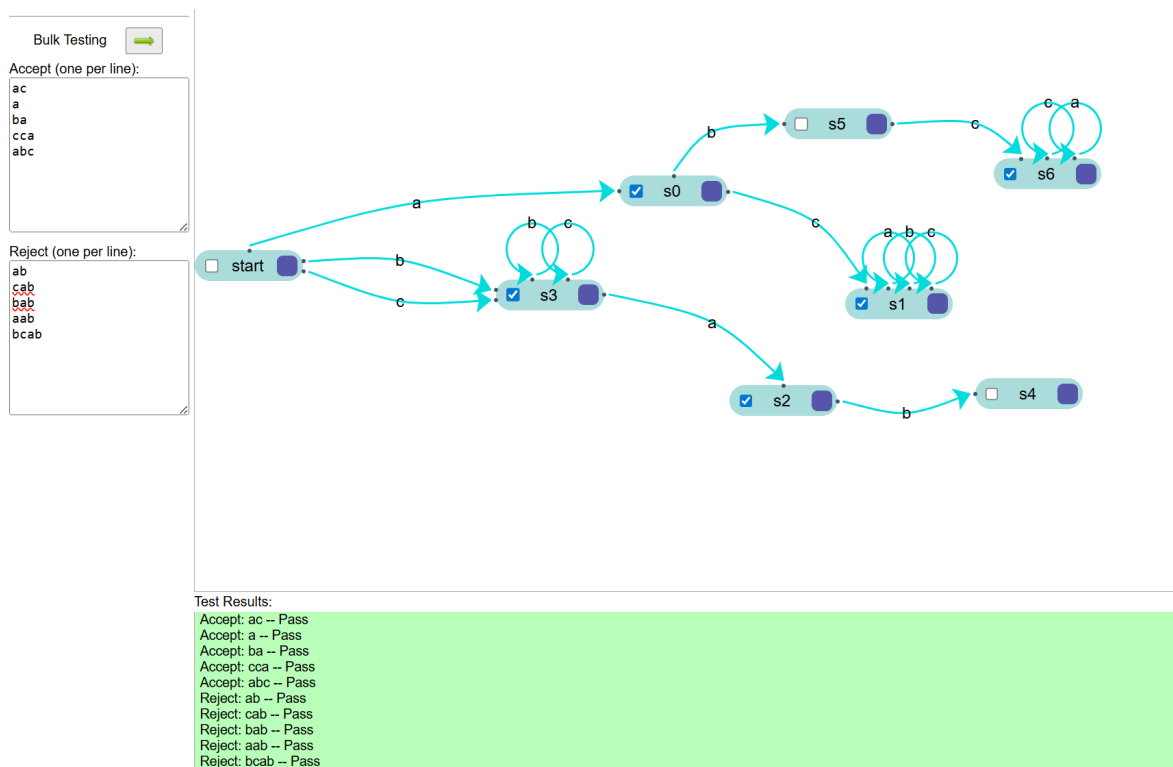 Bulk Testing
Accept (one per line):
ac
a
ba
cca
abc
Reject (one per line):
ab
cab
bab
aab
bcab
c a
b
s5
c
s6
s0
a
c
b c
a b c
start
b
s3
s1
c
a
s2
s4
b
Test Results:
Accept: ac -- Pass
Accept: a -- Pass
Accept: ba -- Pass
Accept: cca -- Pass
Accept: abc -- Pass
Reject: ab -- Pass
Reject: cab -- Pass
Reject: bab -- Pass
Reject: aab -- Pass
Reject: bcab -- Pass